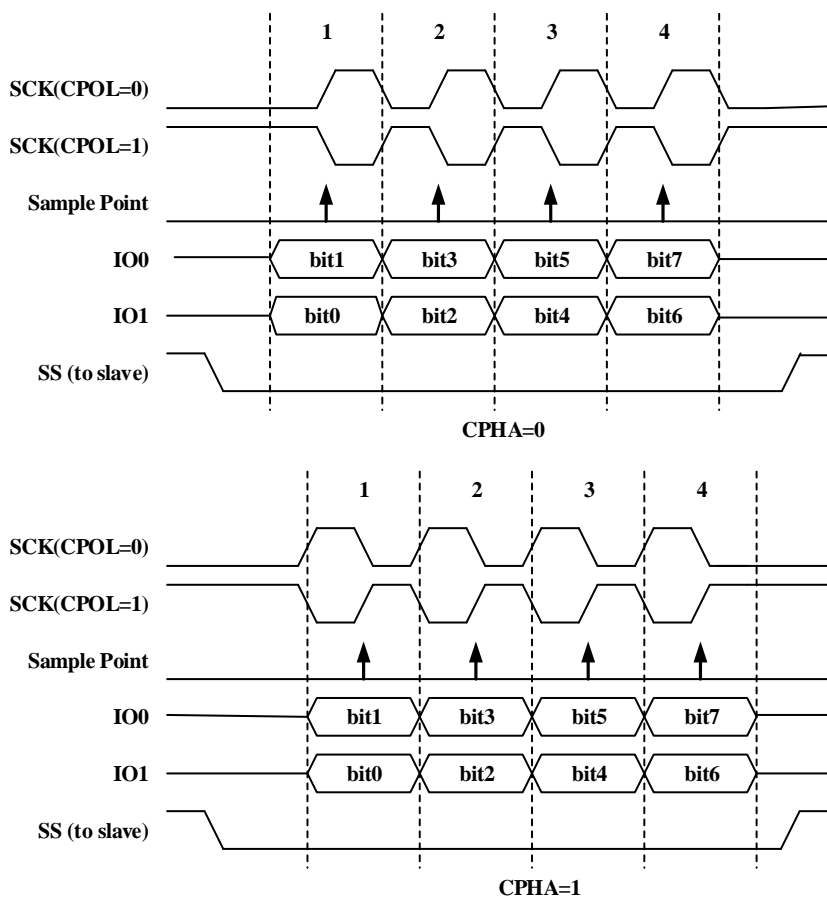 1 2 3 4
SCK(CPOL=0)
SCK(CPOL=1)
Sample Point
IO0 bit1 bit3 bit5 bit7
IO1 bit0 bit2 bit4 bit6
SS (to slave)
CPHA=0
1 2 3 4
SCK(CPOL=0)
SCK(CPOL=1)
Sample Point
IO0 bit1 bit3 bit5 bit7
IO1 bit0 bit2 bit4 bit6
SS (to slave)
CPHA=1